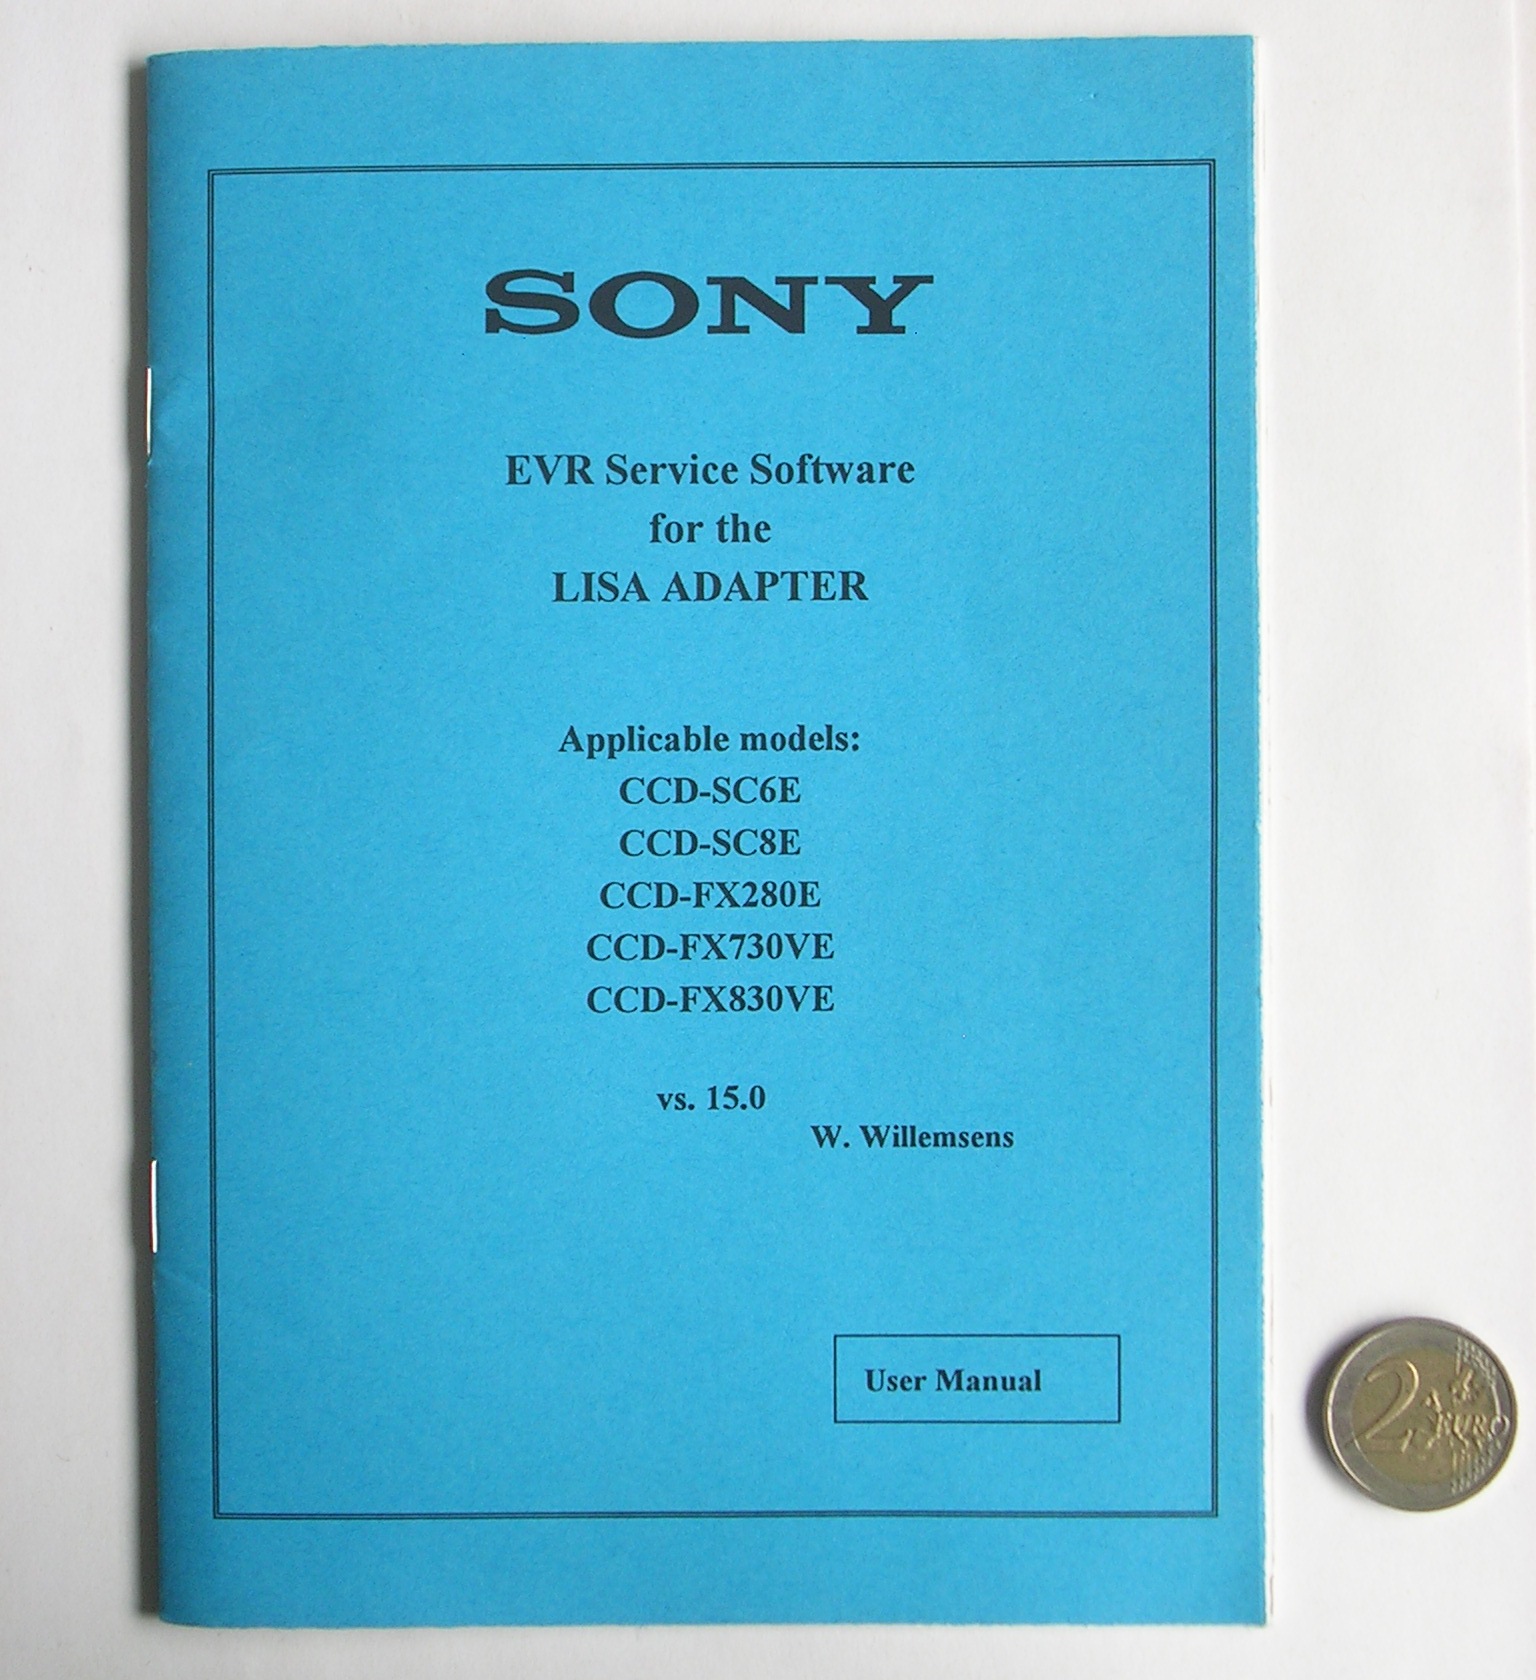 SONY
EVR Service Software
for the
LISA ADAPTER
Applicable models:
CCD-SC6E
CCD-SC8E
CCD-FX280E
CCD-FX730VE
CCD-FX830VE
vs. 15.0
W. Willemsens
User Manual
2 EURO